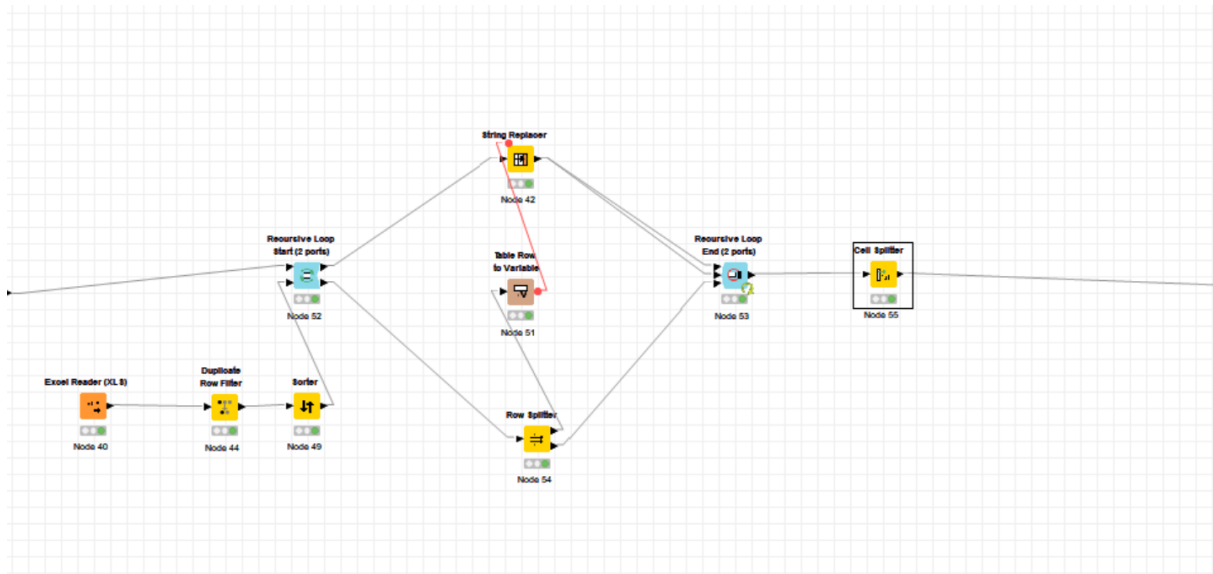 String Replacer
Node 42
Recursive Loop
Start (2 ports)
Node 52
Table Row
to Variable
Node 51
Recursive Loop
End (2 ports)
Node 53
Cell Splitter
Node 55
Excel Reader (XLS)
Node 40
Duplicate
Row Filter
Node 44
Sorter
Node 49
Row Splitter
Node 54